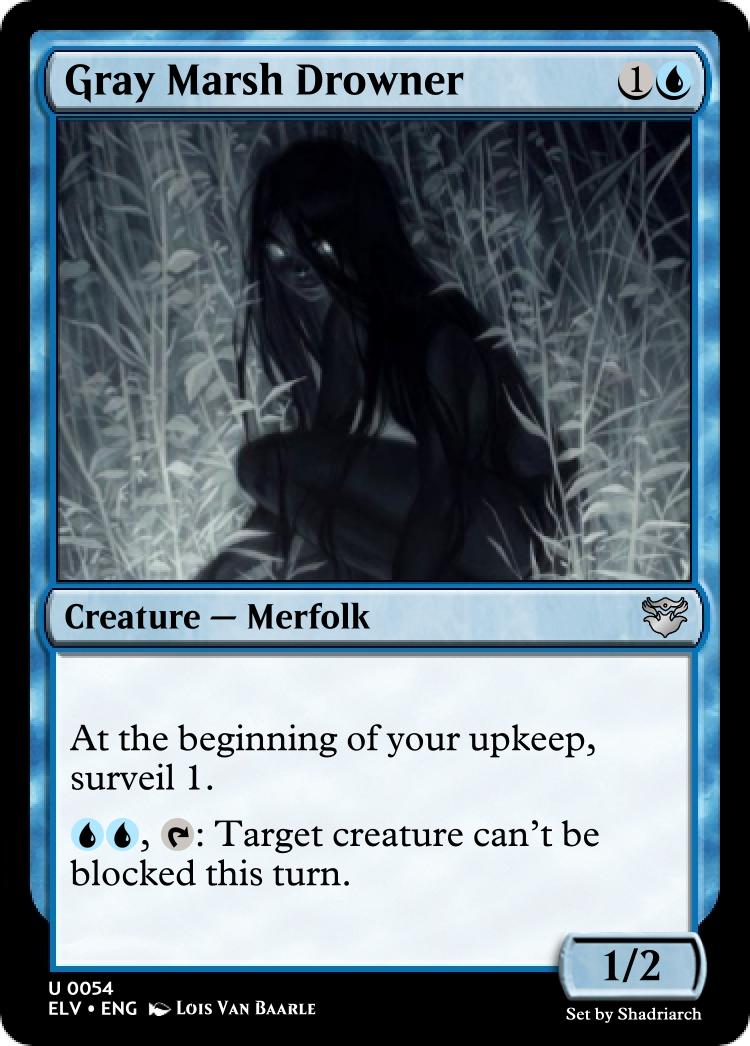 Gray Marsh Drowner
1
Creature — Merfolk
At the beginning of your upkeep,
surveil 1.
: Target creature can't be
blocked this turn.
1/2
U 0054
ELV • ENG Lois Van Baarle
Set by Shadriarch